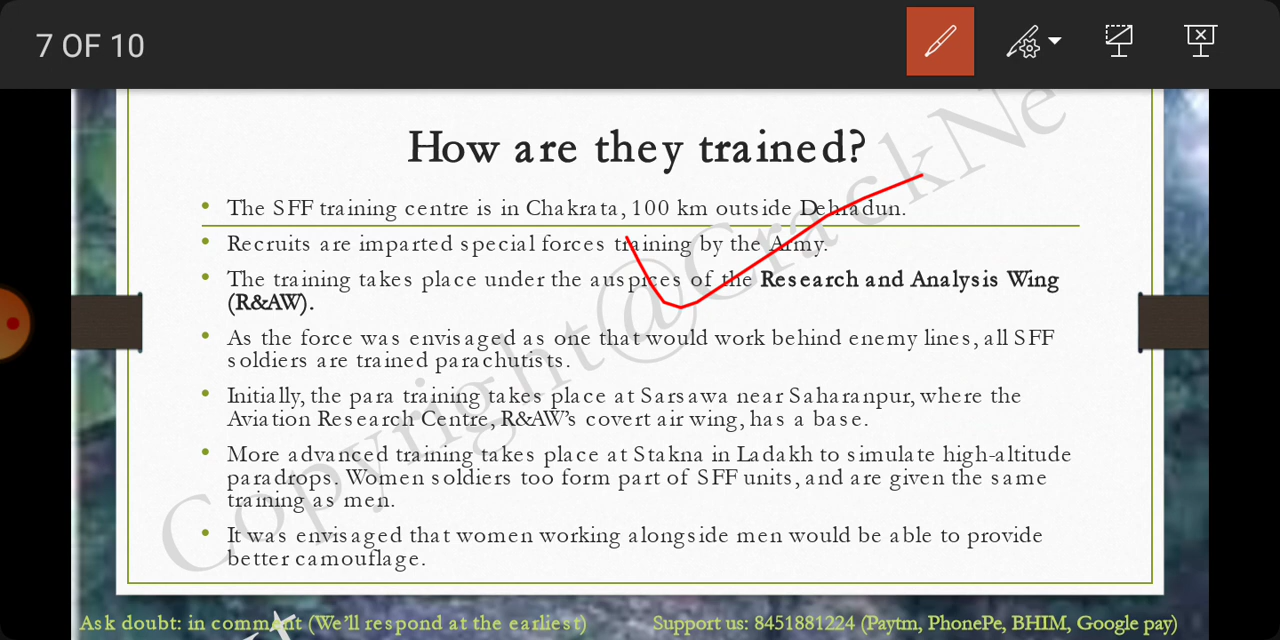 7 OF 10
How are they trained?
• The SFF training centre is in Chakrata, 100 km outside Dehradun.
• Recruits are imparted special forces training by the Army.
• The training takes place under the auspices of the Research and Analysis Wing
(R&AW).
• As the force was envisaged as one that would work behind enemy lines, all SFF
soldiers are trained parachutists.
• Initially, the para training takes place at Sarsawa near Saharanpur, where the
Aviation Research Centre, R&AW's covert air wing, has a base.
• More advanced training takes place at Stakna in Ladakh to simulate high-altitude
paradrops. Women soldiers too form part of SFF units, and are given the same
training as men.
• It was envisaged that women working alongside men would be able to provide
better camouflage.
Copyright@CrackNe
Ask doubt: in comment (We'll respond at the earliest)
Support us: 8451881224 (Paytm, PhonePe, BHIM, Google pay)